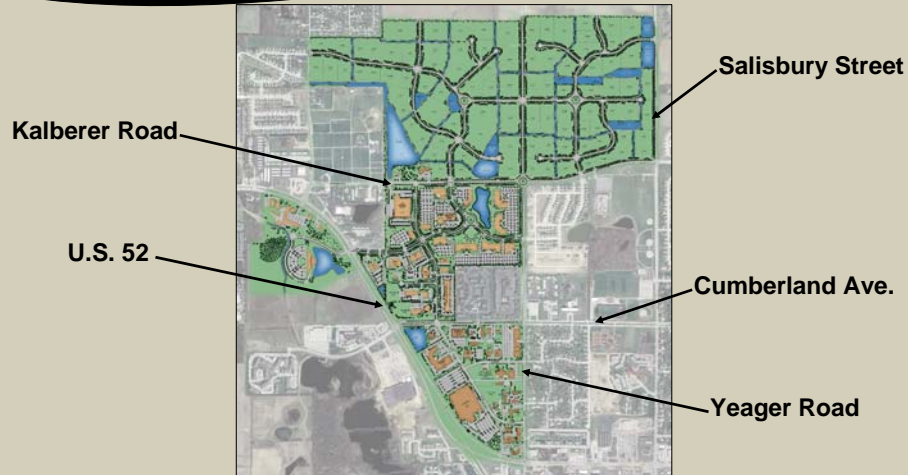 Salisbury Street
Kalberer Road
U.S. 52
Cumberland Ave.
Yeager Road